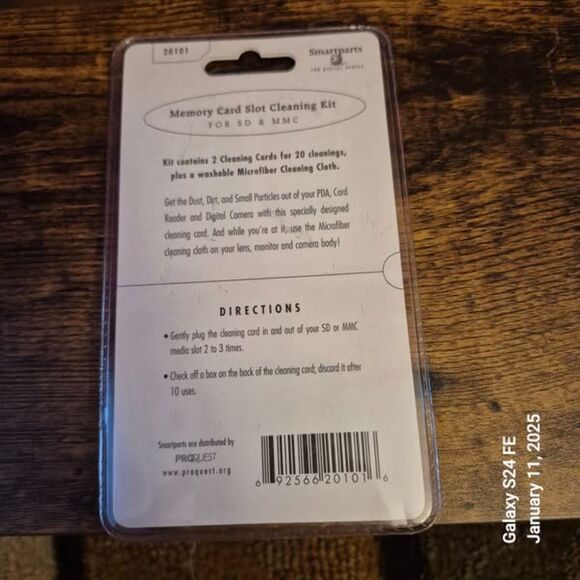 20101
Smartparts
FOR DIGITAL PEOPLE
Memory Card Slot Cleaning Kit
FOR SD & MMC
Kit contains 2 Cleaning Cards for 20 cleanings,
plus a washable Microfiber Cleaning Cloth.
Get the Dust, Dirt, and Small Particles out of your PDA, Card
Reader and Digital Camera with this specially designed
cleaning card. And while you're at it, use the Microfiber
cleaning cloth on your lens, monitor and camera body!
DIRECTIONS
• Gently plug the cleaning card in and out of your SD or MMC
media slot 2 to 3 times.
• Check off a box on the back of the cleaning card; discard it after
10 uses.
Smartparts are distributed by
PROQUEST
www.proquest.org
6 92566 20101 6
Galaxy S24 FE
January 11, 2025